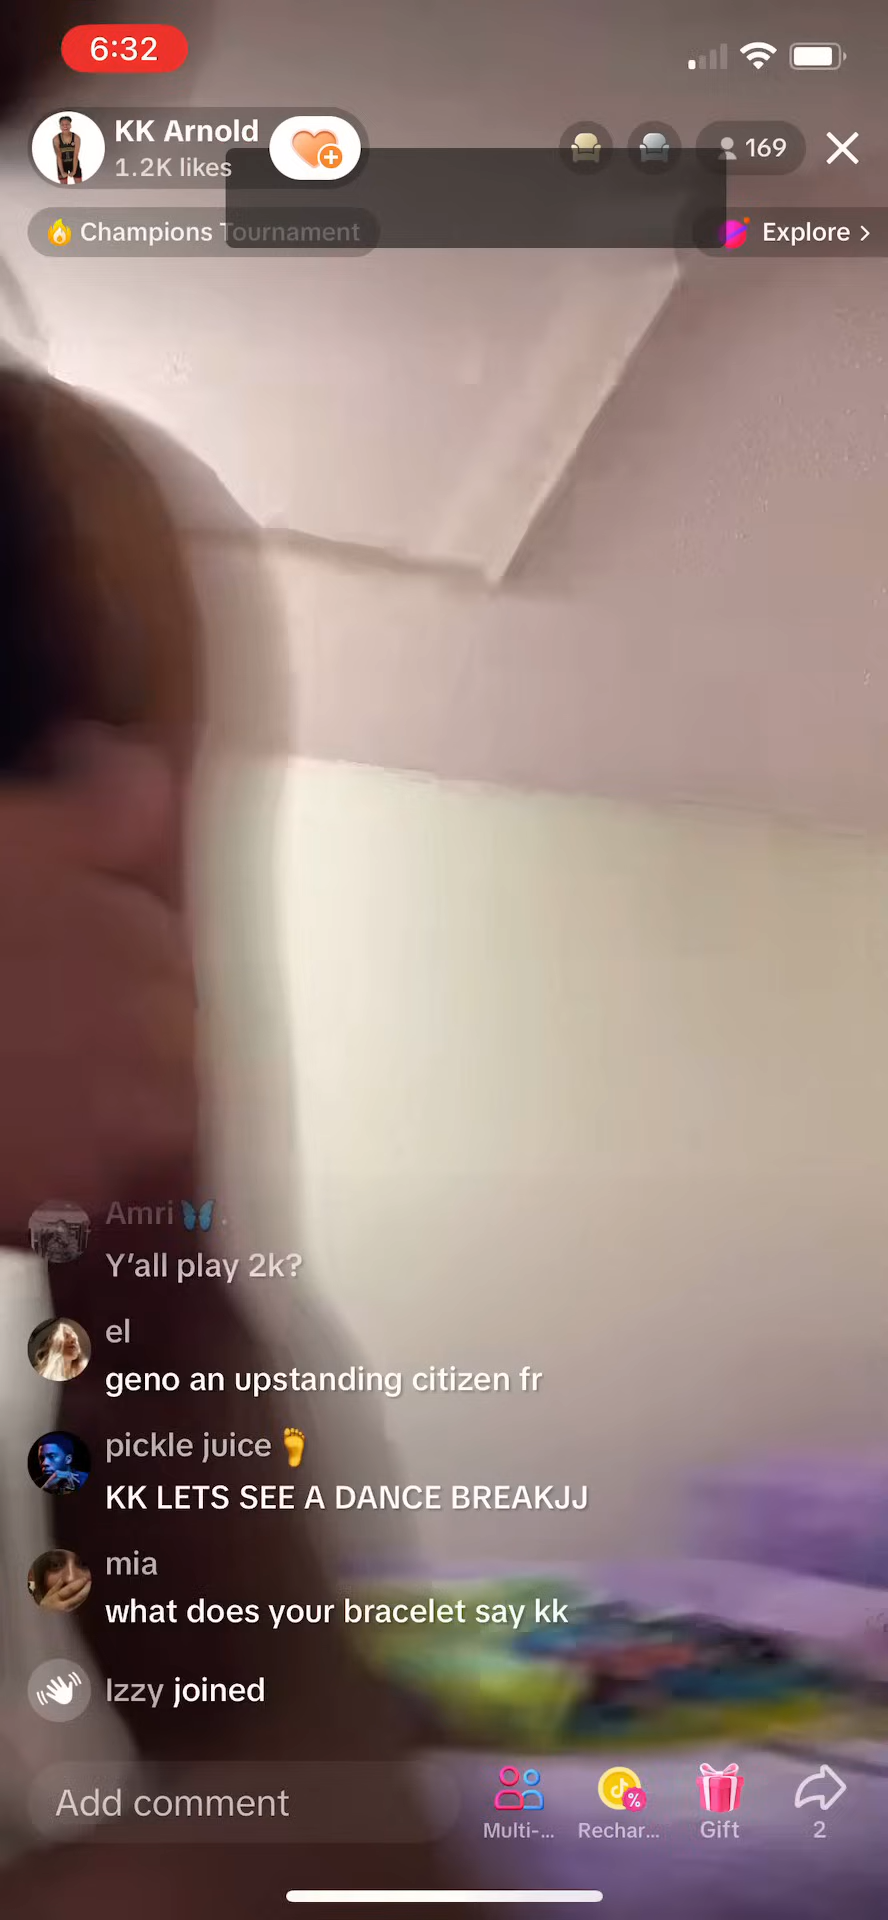 6:32
KK Arnold
1.2K likes
169
Champions Tournament
Explore >
Amri 🦋 .
Y'all play 2k?
el
geno an upstanding citizen fr
pickle juice 🦶
KK LETS SEE A DANCE BREAKJJ
mia
what does your bracelet say kk
Izzy joined
Add comment
Multi-...
Rechar...
Gift
2